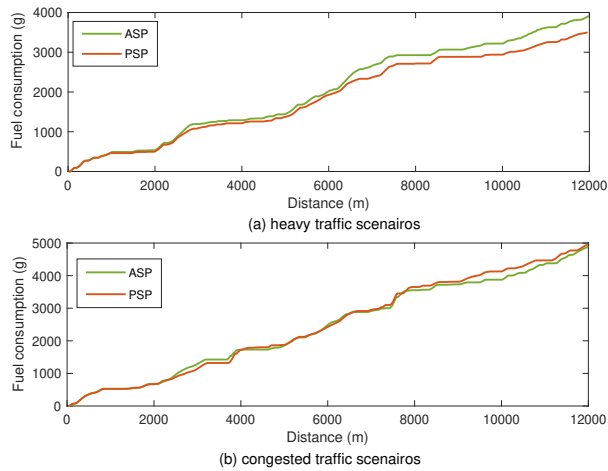 Fuel consumption (g)
4000
3000
2000
1000
0
ASP
PSP
0 2000 4000 6000 8000 10000 12000
Distance (m)
(a) heavy traffic scenairos
Fuel consumption (g)
5000
4000
3000
2000
1000
0
ASP
PSP
0 2000 4000 6000 8000 10000 12000
Distance (m)
(b) congested traffic scenairos